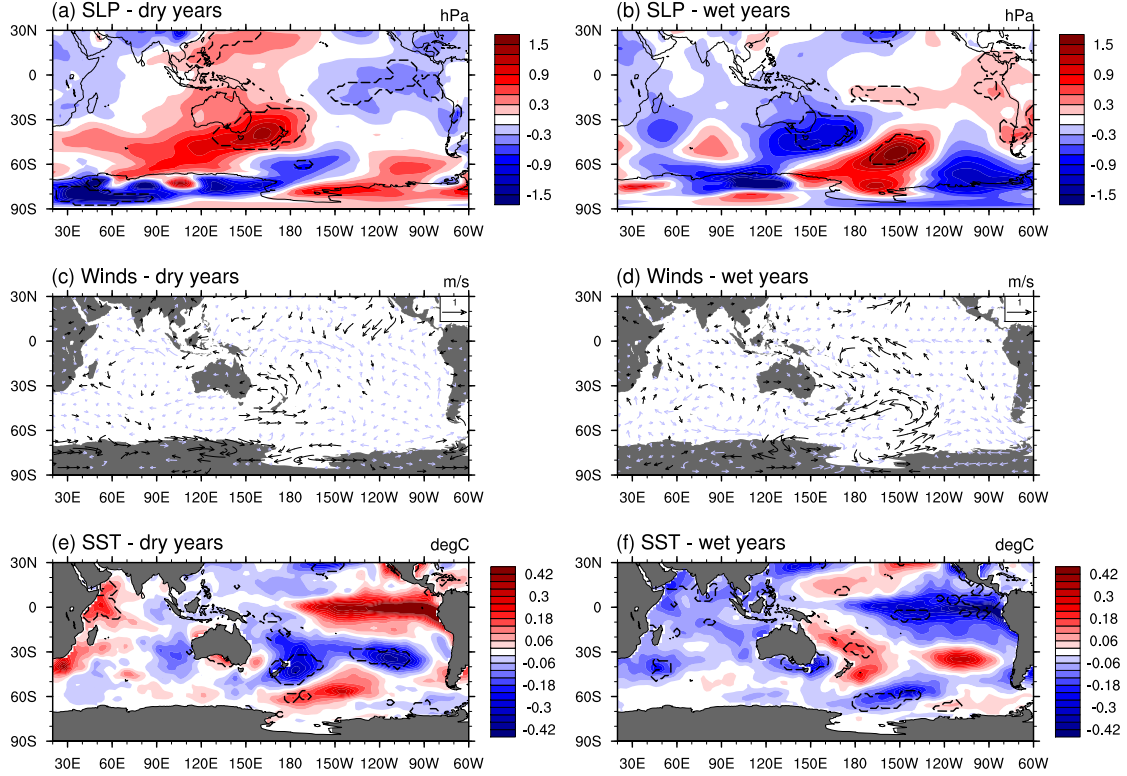 (a) SLP - dry years hPa
30N
0
30S
60S
90S
30E 60E 90E 120E 150E 180 150W 120W 90W 60W
1.5
0.9
0.3
-0.3
-0.9
-1.5
(b) SLP - wet years hPa
30N
0
30S
60S
90S
30E 60E 90E 120E 150E 180 150W 120W 90W 60W
1.5
0.9
0.3
-0.3
-0.9
-1.5
(c) Winds - dry years m/s
1
30N
0
30S
60S
90S
30E 60E 90E 120E 150E 180 150W 120W 90W 60W
(d) Winds - wet years m/s
1
30N
0
30S
60S
90S
30E 60E 90E 120E 150E 180 150W 120W 90W 60W
(e) SST - dry years degC
30N
0
30S
60S
90S
30E 60E 90E 120E 150E 180 150W 120W 90W 60W
0.42
0.30
0.18
0.06
-0.06
-0.18
-0.30
-0.42
(f) SST - wet years degC
30N
0
30S
60S
90S
30E 60E 90E 120E 150E 180 150W 120W 90W 60W
0.42
0.30
0.18
0.06
-0.06
-0.18
-0.30
-0.42